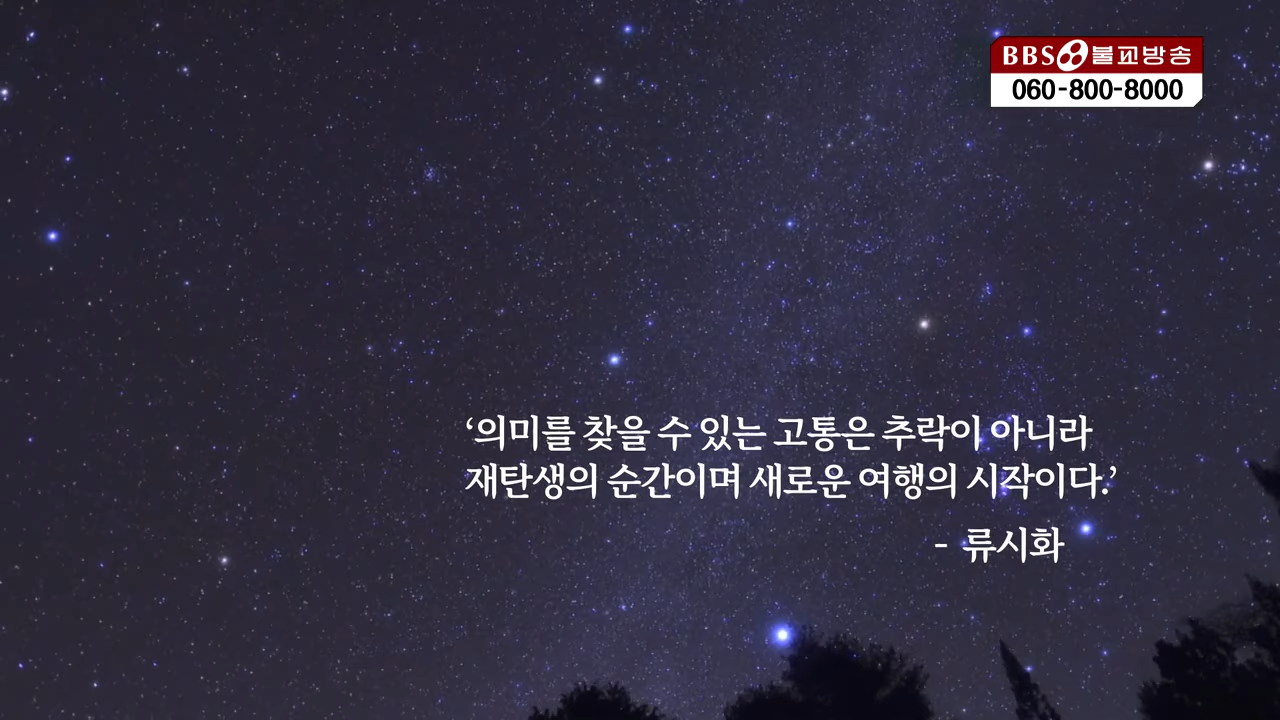 BBS 불교방송
060-800-8000
‘의미를 찾을 수 있는 고통은 추락이 아니라
재탄생의 순간이며 새로운 여행의 시작이다.’
- 류시화